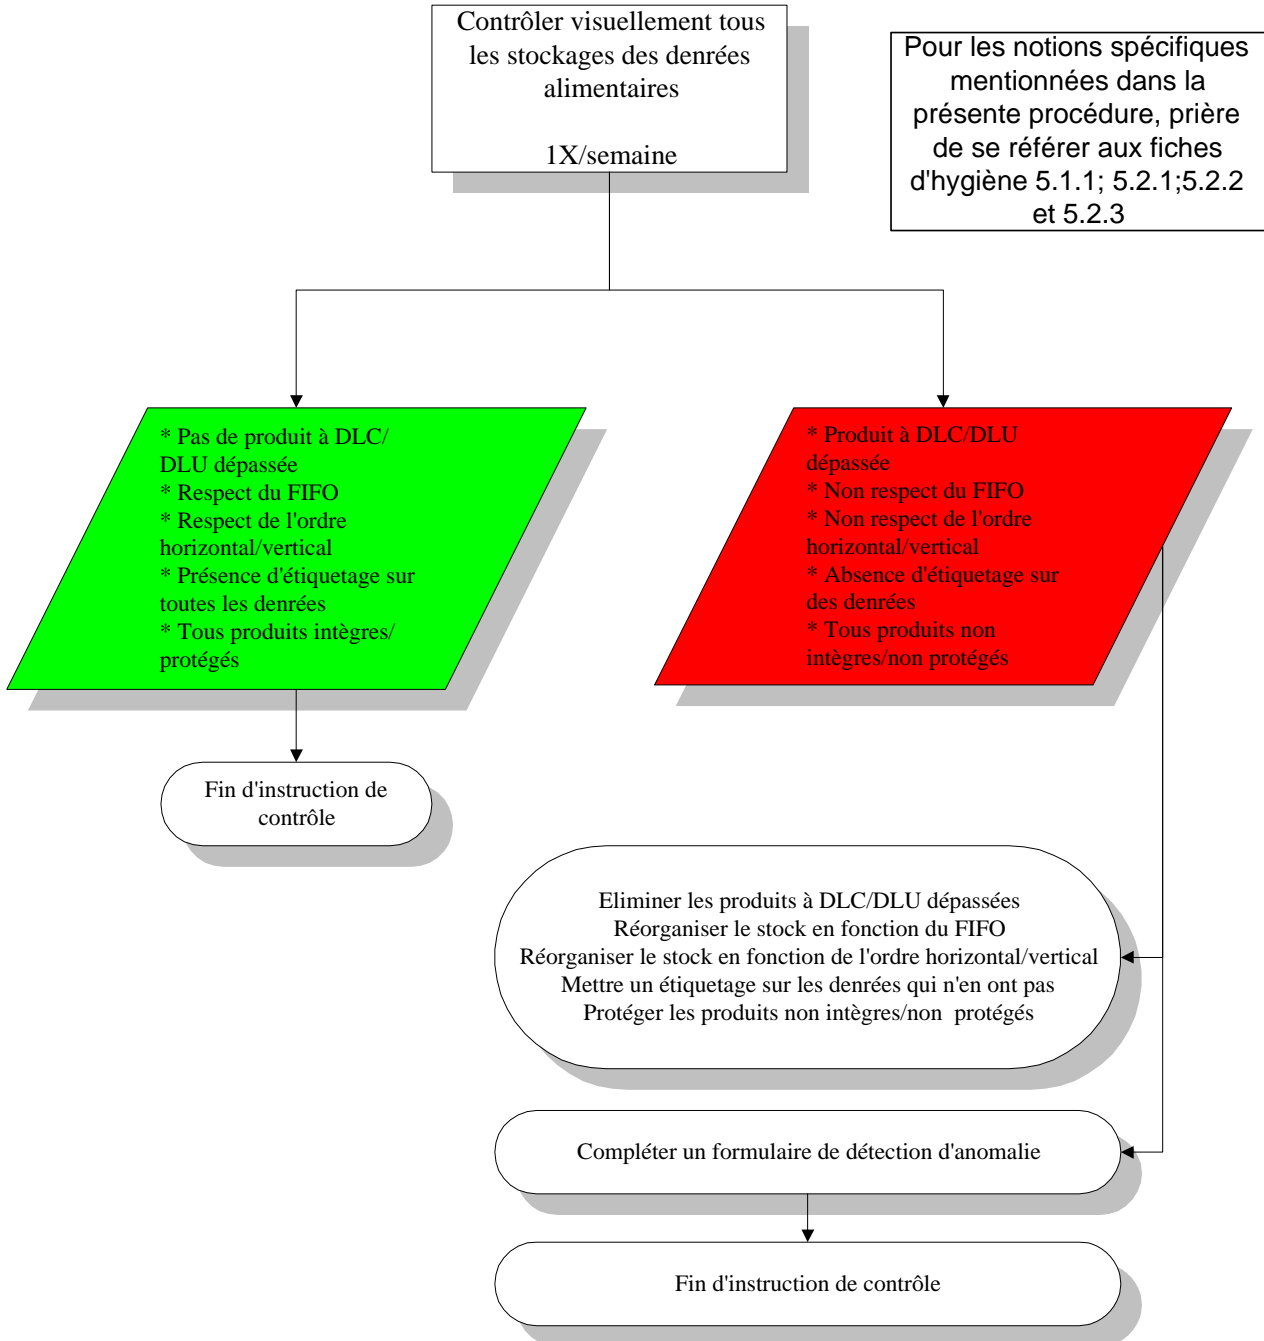 Contrôler visuellement tous
les stockages des denrées
alimentaires
1X/semaine
Pour les notions spécifiques
mentionnées dans la
présente procédure, prière
de se référer aux fiches
d'hygiène 5.1.1; 5.2.1;5.2.2
et 5.2.3
* Pas de produit à DLC/
DLU dépassée
* Respect du FIFO
* Respect de l'ordre
horizontal/vertical
* Présence d'étiquetage sur
toutes les denrées
* Tous produits intègres/
protégés
* Produit à DLC/DLU
dépassée
* Non respect du FIFO
* Non respect de l'ordre
horizontal/vertical
* Absence d'étiquetage sur
des denrées
* Tous produits non
intègres/non protégés
Fin d'instruction de
contrôle
Eliminer les produits à DLC/DLU dépassées
Réorganiser le stock en fonction du FIFO
Réorganiser le stock en fonction de l'ordre horizontal/vertical
Mettre un étiquetage sur les denrées qui n'en ont pas
Protéger les produits non intègres/non  protégés
Compléter un formulaire de détection d'anomalie
Fin d'instruction de contrôle